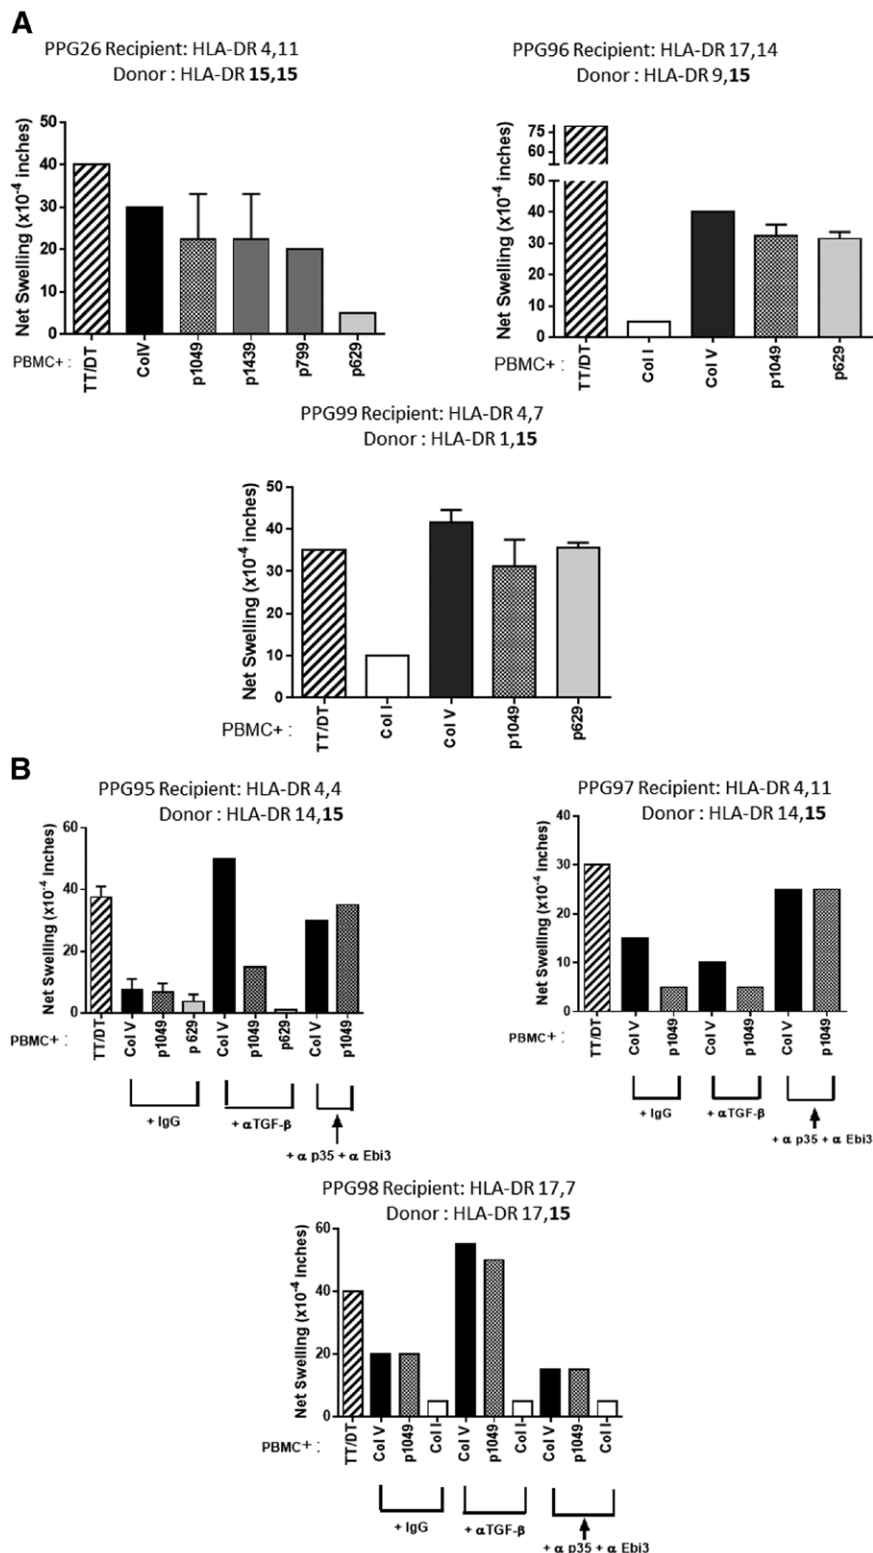 A
PPG26 Recipient: HLA-DR 4,11
Donor : HLA-DR 15,15
Net Swelling (x10-4 inches)
50
40
30
20
10
0
PBMC+ :
TT/DT
ColV
p1049
p1439
p799
p629
PPG96 Recipient: HLA-DR 17,14
Donor : HLA-DR 9,15
Net Swelling (x10-4 inches)
75
60
50
40
30
20
10
0
PBMC+ :
TT/DT
Col I
Col V
p1049
p629
PPG99 Recipient: HLA-DR 4,7
Donor : HLA-DR 1,15
Net Swelling (x10-4 inches)
50
40
30
20
10
0
PBMC+ :
TT/DT
Col I
Col V
p1049
p629
B
PPG95 Recipient: HLA-DR 4,4
Donor : HLA-DR 14,15
Net Swelling (x10-4 inches)
60
40
20
0
PBMC+ :
TT/DT
Col V
p1049
p 629
Col V
p1049
p629
Col V
p1049
+ IgG
+ αTGF-β
+ α p35 + α Ebi3
PPG97 Recipient: HLA-DR 4,11
Donor : HLA-DR 14,15
Net Swelling (x10-4 inches)
40
30
20
10
0
PBMC+ :
TT/DT
Col V
p1049
Col V
p1049
Col V
p1049
+ IgG
+ αTGF-β
+ α p35 + α Ebi3
PPG98 Recipient: HLA-DR 17,7
Donor : HLA-DR 17,15
Net Swelling (x10-4 inches)
60
40
20
0
PBMC+ :
TT/DT
Col V
p1049
Col I
Col V
p1049
Col I
Col V
p1049
Col I
+ IgG
+ αTGF-β
+ α p35 + α Ebi3